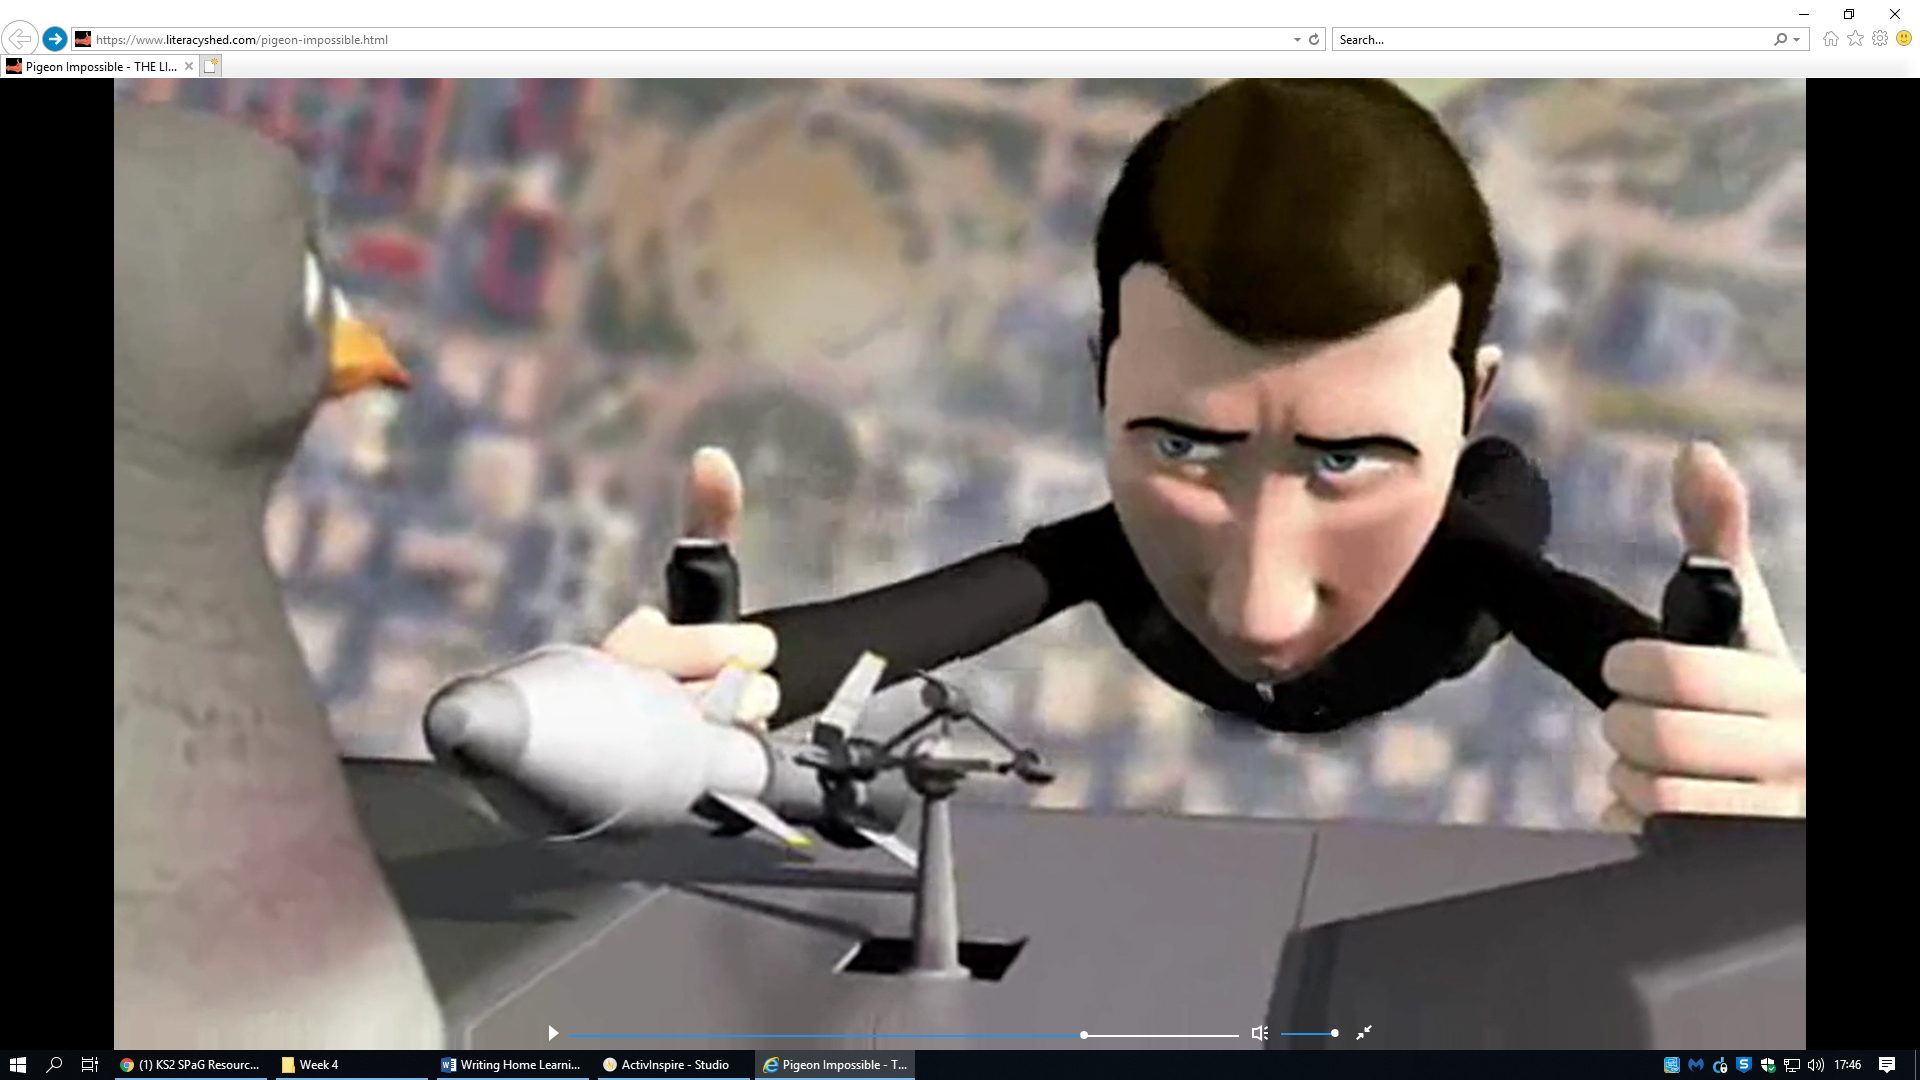 https://www.literacyshed.com/pigeon-impossible.html
Search...
Pigeon Impossible - THE LI...
(1) KS2 SPaG Resourc...
Week 4
Writing Home Learni...
ActivInspire - Studio
Pigeon Impossible - T...
17:46